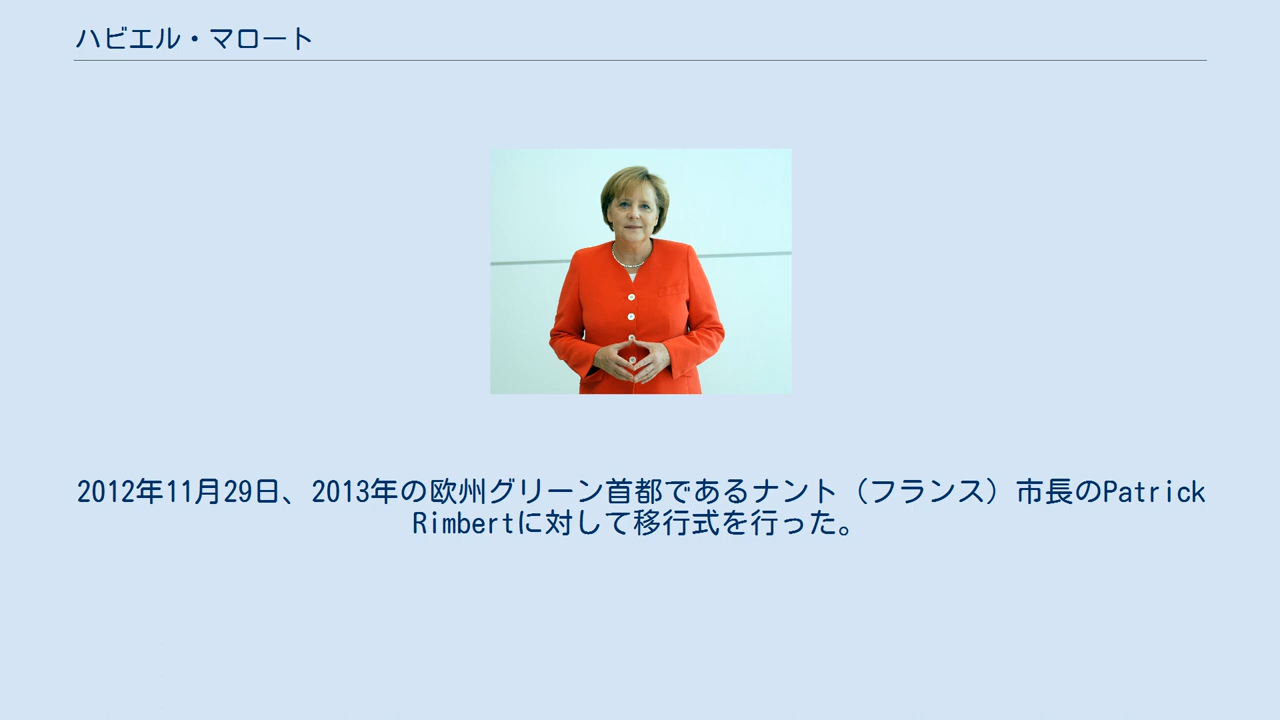 ハビエル・マロート
2012年11月29日、2013年の欧州グリーン首都であるナント（フランス）市長のPatrick
Rimbertに対して移行式を行った。